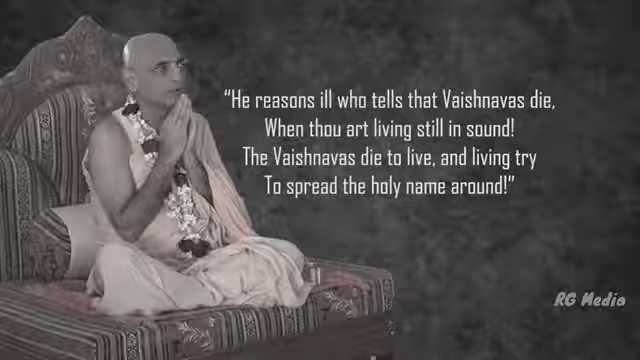 “He reasons ill who tells that Vaishnavas die,
When thou art living still in sound!
The Vaishnavas die to live, and living try
To spread the holy name around!”
RG Media